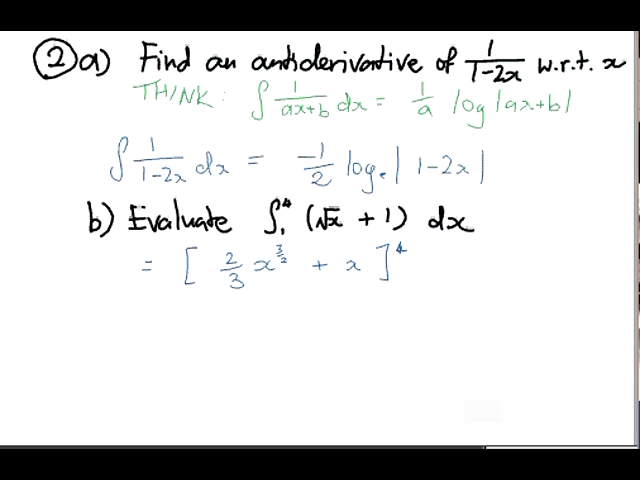 ② a) Find an antiderivative of 1/(1-2x) w.r.t. x
THINK: ∫ 1/(ax+b) dx = 1/a log|ax+b|
∫ 1/(1-2x) dx = -1/2 logₑ|1-2x|
b) Evaluate ∫₁⁴ (√x + 1) dx
= [ 2/3 x^(3/2) + x ]⁴